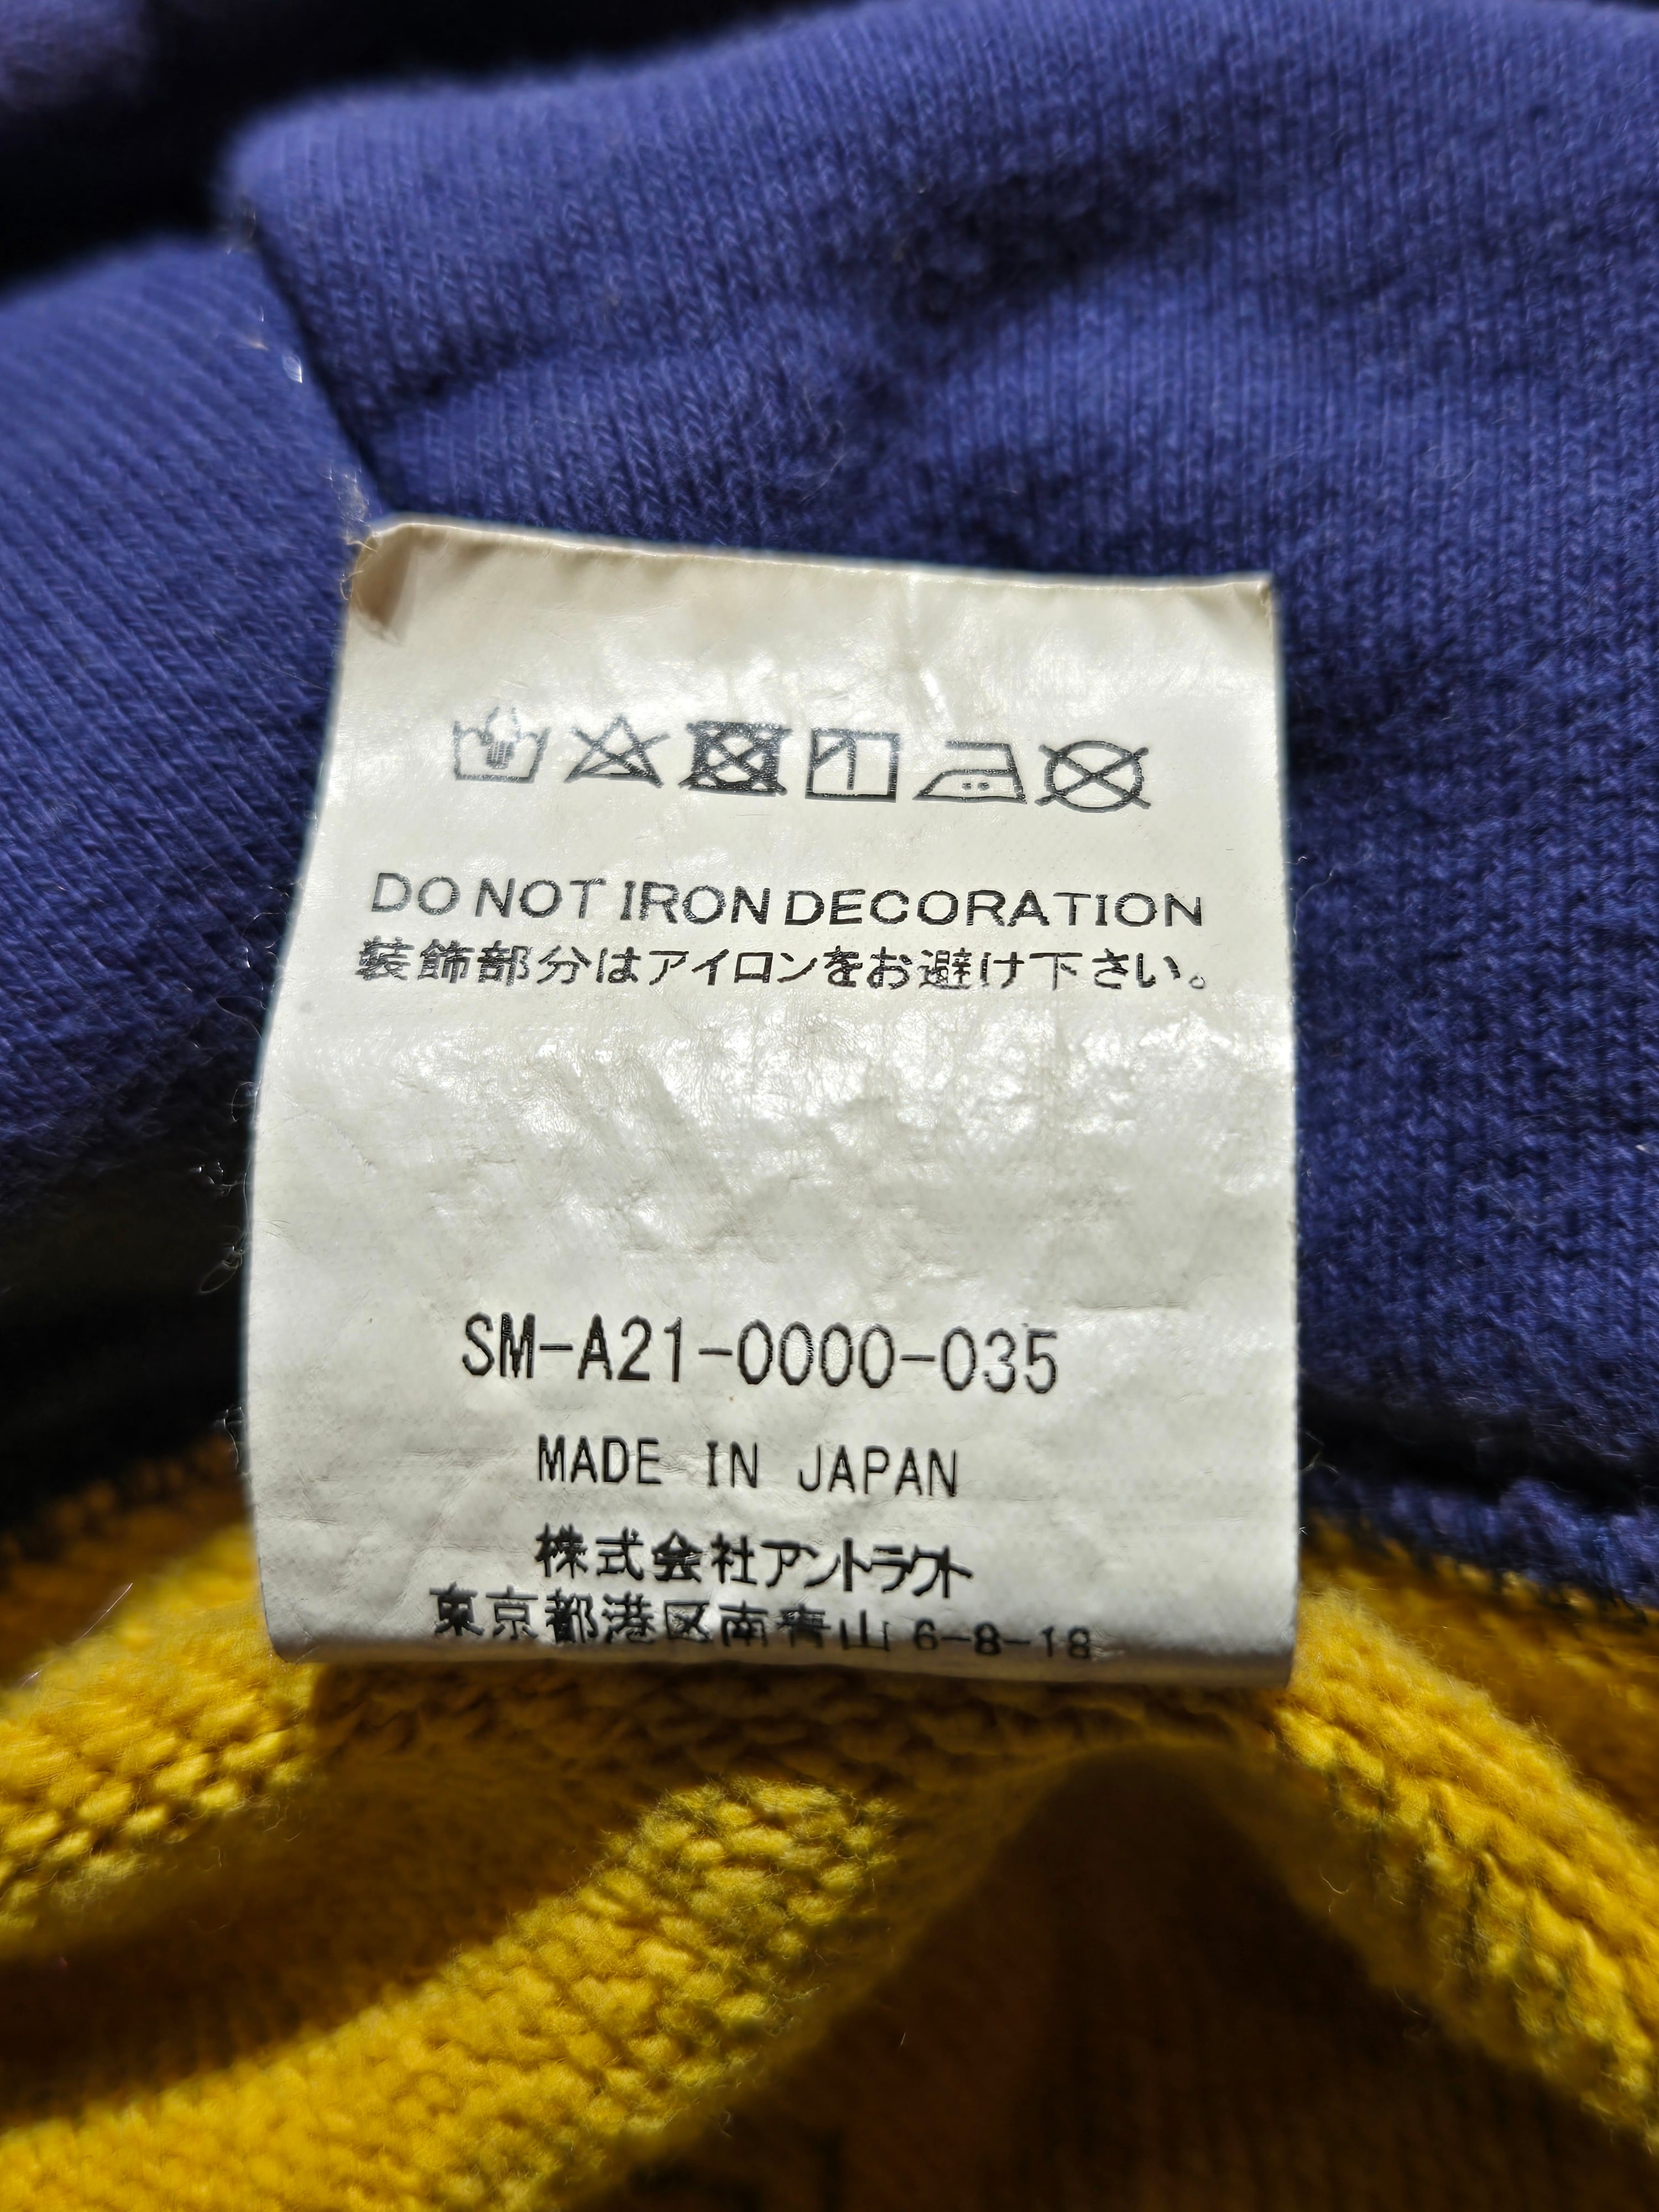 DO NOT IRON DECORATION
装飾部分はアイロンをお避け下さい。
SM-A21-0000-035
MADE IN JAPAN
株式会社アントラクト
東京都港区南青山 6-8-18